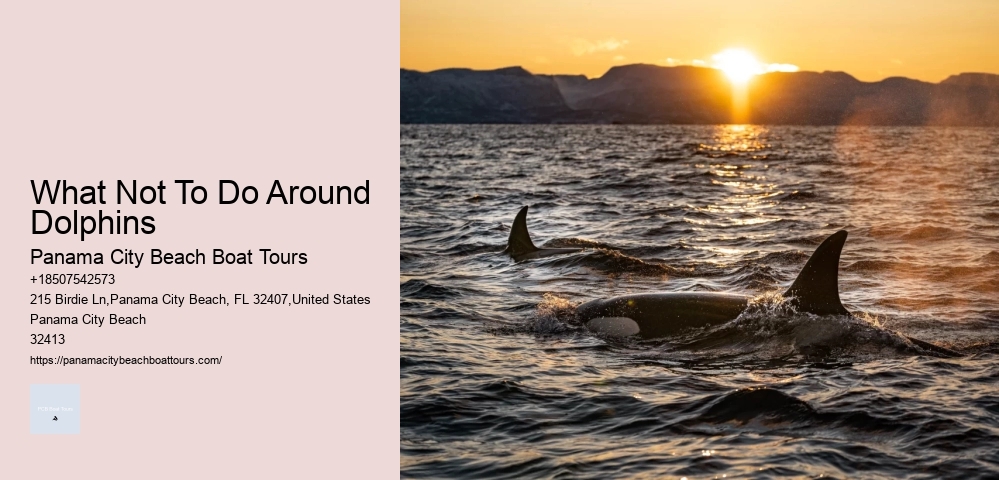 What Not To Do Around
Dolphins
Panama City Beach Boat Tours
+18507542573
215 Birdie Ln,Panama City Beach, FL 32407,United States
Panama City Beach
32413
https://panamacitybeachboattours.com/